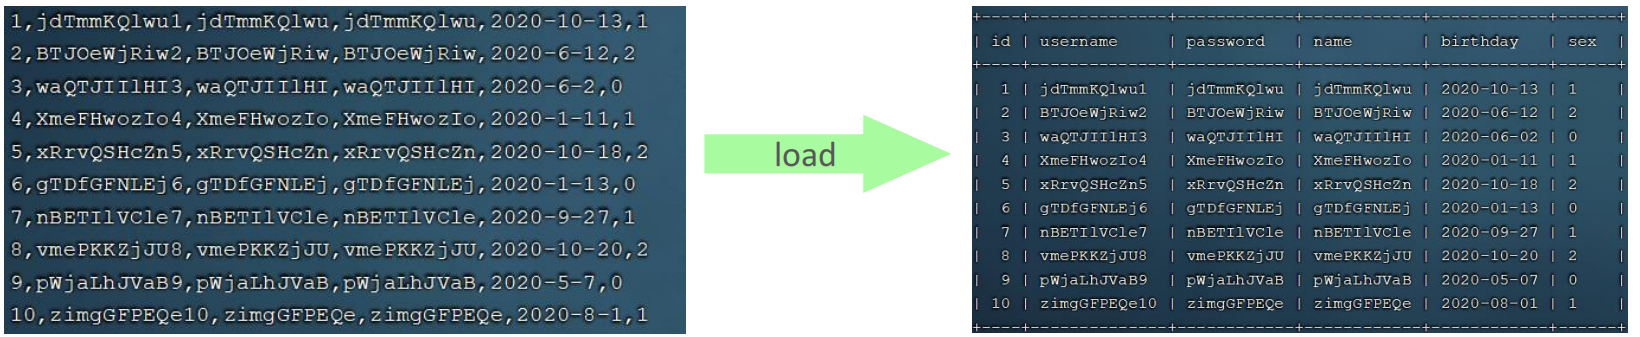 1,jdTmmKQlwu1,jdTmmKQlwu,jdTmmKQlwu,2020-10-13,1
2,BTJOeWjRiw2,BTJOeWjRiw,BTJOeWjRiw,2020-6-12,2
3,waQTJIIlHI3,waQTJIIlHI,waQTJIIlHI,2020-6-2,0
4,XmeFHwozIo4,XmeFHwozIo,XmeFHwozIo,2020-1-11,1
5,xRrvQSHcZn5,xRrvQSHcZn,xRrvQSHcZn,2020-10-18,2
6,gTDfGFNLEj6,gTDfGFNLEj,gTDfGFNLEj,2020-1-13,0
7,nBETIlVCle7,nBETIlVCle,nBETIlVCle,2020-9-27,1
8,vmePKKZjJU8,vmePKKZjJU,vmePKKZjJU,2020-10-20,2
9,pWjaLhJVaB9,pWjaLhJVaB,pWjaLhJVaB,2020-5-7,0
10,zimgGFPEQe10,zimgGFPEQe,zimgGFPEQe,2020-8-1,1
load
+----+--------------+------------+------------+------------+------+
| id | username | password | name | birthday | sex |
+----+--------------+------------+------------+------------+------+
| 1 | jdTmmKQlwu1 | jdTmmKQlwu | jdTmmKQlwu | 2020-10-13 | 1 |
| 2 | BTJOeWjRiw2 | BTJOeWjRiw | BTJOeWjRiw | 2020-06-12 | 2 |
| 3 | waQTJIIlHI3 | waQTJIIlHI | waQTJIIlHI | 2020-06-02 | 0 |
| 4 | XmeFHwozIo4 | XmeFHwozIo | XmeFHwozIo | 2020-01-11 | 1 |
| 5 | xRrvQSHcZn5 | xRrvQSHcZn | xRrvQSHcZn | 2020-10-18 | 2 |
| 6 | gTDfGFNLEj6 | gTDfGFNLEj | gTDfGFNLEj | 2020-01-13 | 0 |
| 7 | nBETIlVCle7 | nBETIlVCle | nBETIlVCle | 2020-09-27 | 1 |
| 8 | vmePKKZjJU8 | vmePKKZjJU | vmePKKZjJU | 2020-10-20 | 2 |
| 9 | pWjaLhJVaB9 | pWjaLhJVaB | pWjaLhJVaB | 2020-05-07 | 0 |
| 10 | zimgGFPEQe10 | zimgGFPEQe | zimgGFPEQe | 2020-08-01 | 1 |
+----+--------------+------------+------------+------------+------+